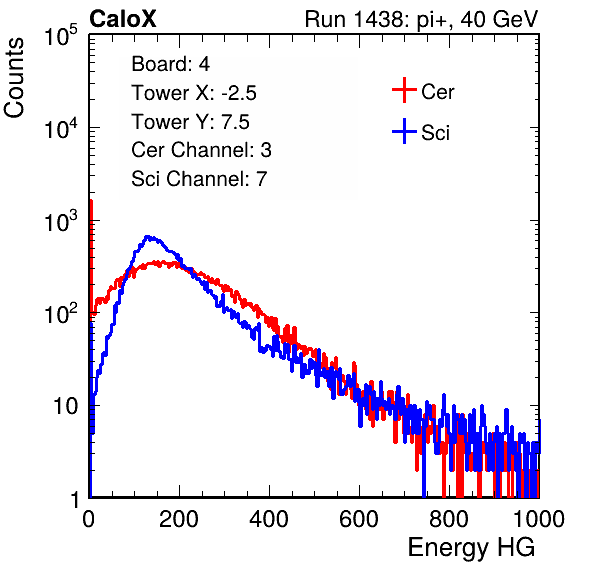 CaloX Run 1438: pi+, 40 GeV
Counts
Board: 4
Tower X: -2.5
Tower Y: 7.5
Cer Channel: 3
Sci Channel: 7
Cer
Sci
10^5
10^4
10^3
10^2
10
1
0 200 400 600 800 1000
Energy HG